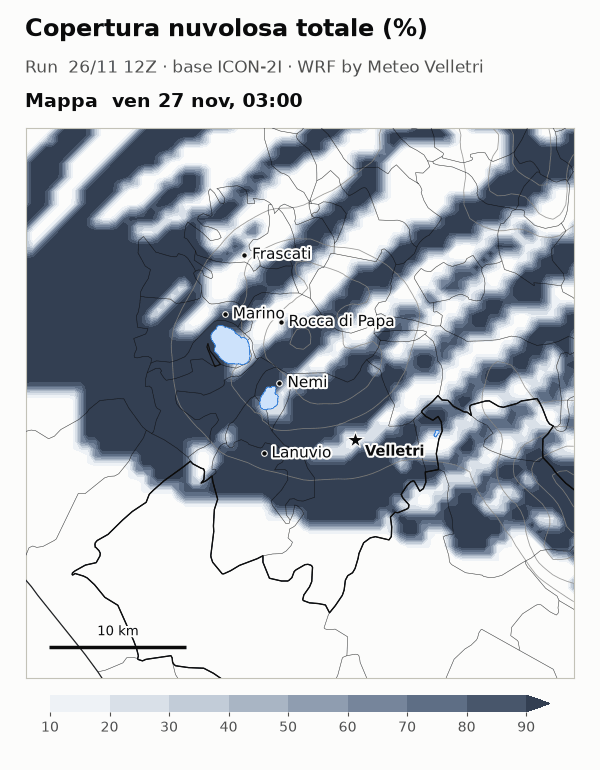 Copertura nuvolosa totale (%)
Run  26/11 12Z · base ICON-2I · WRF by Meteo Velletri
Mappa  ven 27 nov, 03:00
Frascati
Marino
Rocca di Papa
Nemi
Velletri
Lanuvio
10 km
10 20 30 40 50 60 70 80 90